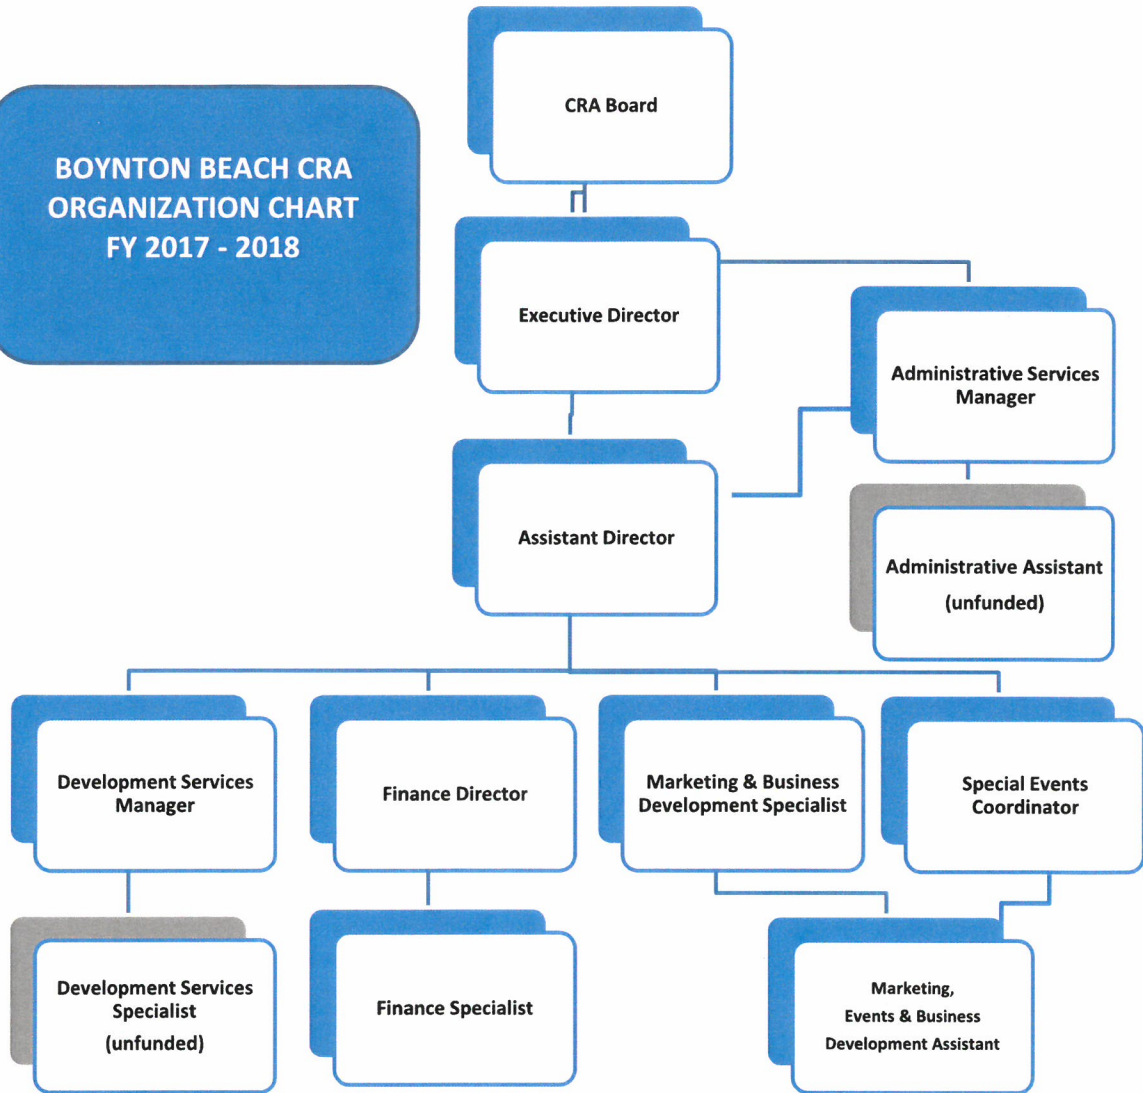 BOYNTON BEACH CRA
ORGANIZATION CHART
FY 2017 - 2018
CRA Board
Executive Director
Administrative Services
Manager
Assistant Director
Administrative Assistant
(unfunded)
Development Services
Manager
Finance Director
Marketing & Business
Development Specialist
Special Events
Coordinator
Development Services
Specialist
(unfunded)
Finance Specialist
Marketing,
Events & Business
Development Assistant